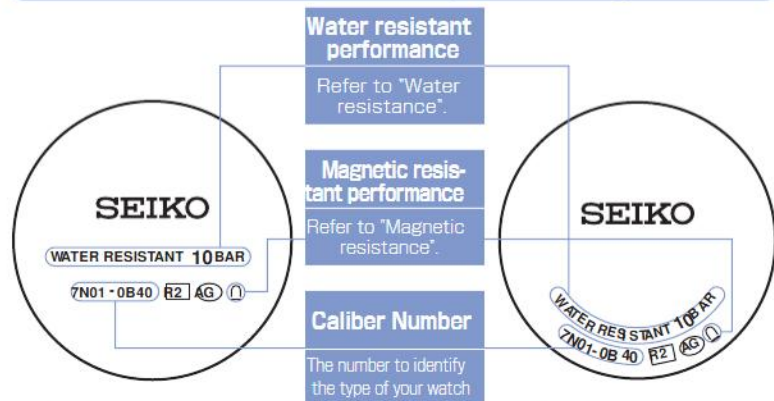 Water resistant
performance
Refer to "Water
resistance".
Magnetic resis-
tant performance
Refer to "Magnetic
resistance".
Caliber Number
The number to identify
the type of your watch
SEIKO
WATER RESISTANT 10 BAR
7N01-0B40 R2 AG ∩
SEIKO
WATER RESISTANT 10BAR
7N01-0B40 R2 AG ∩